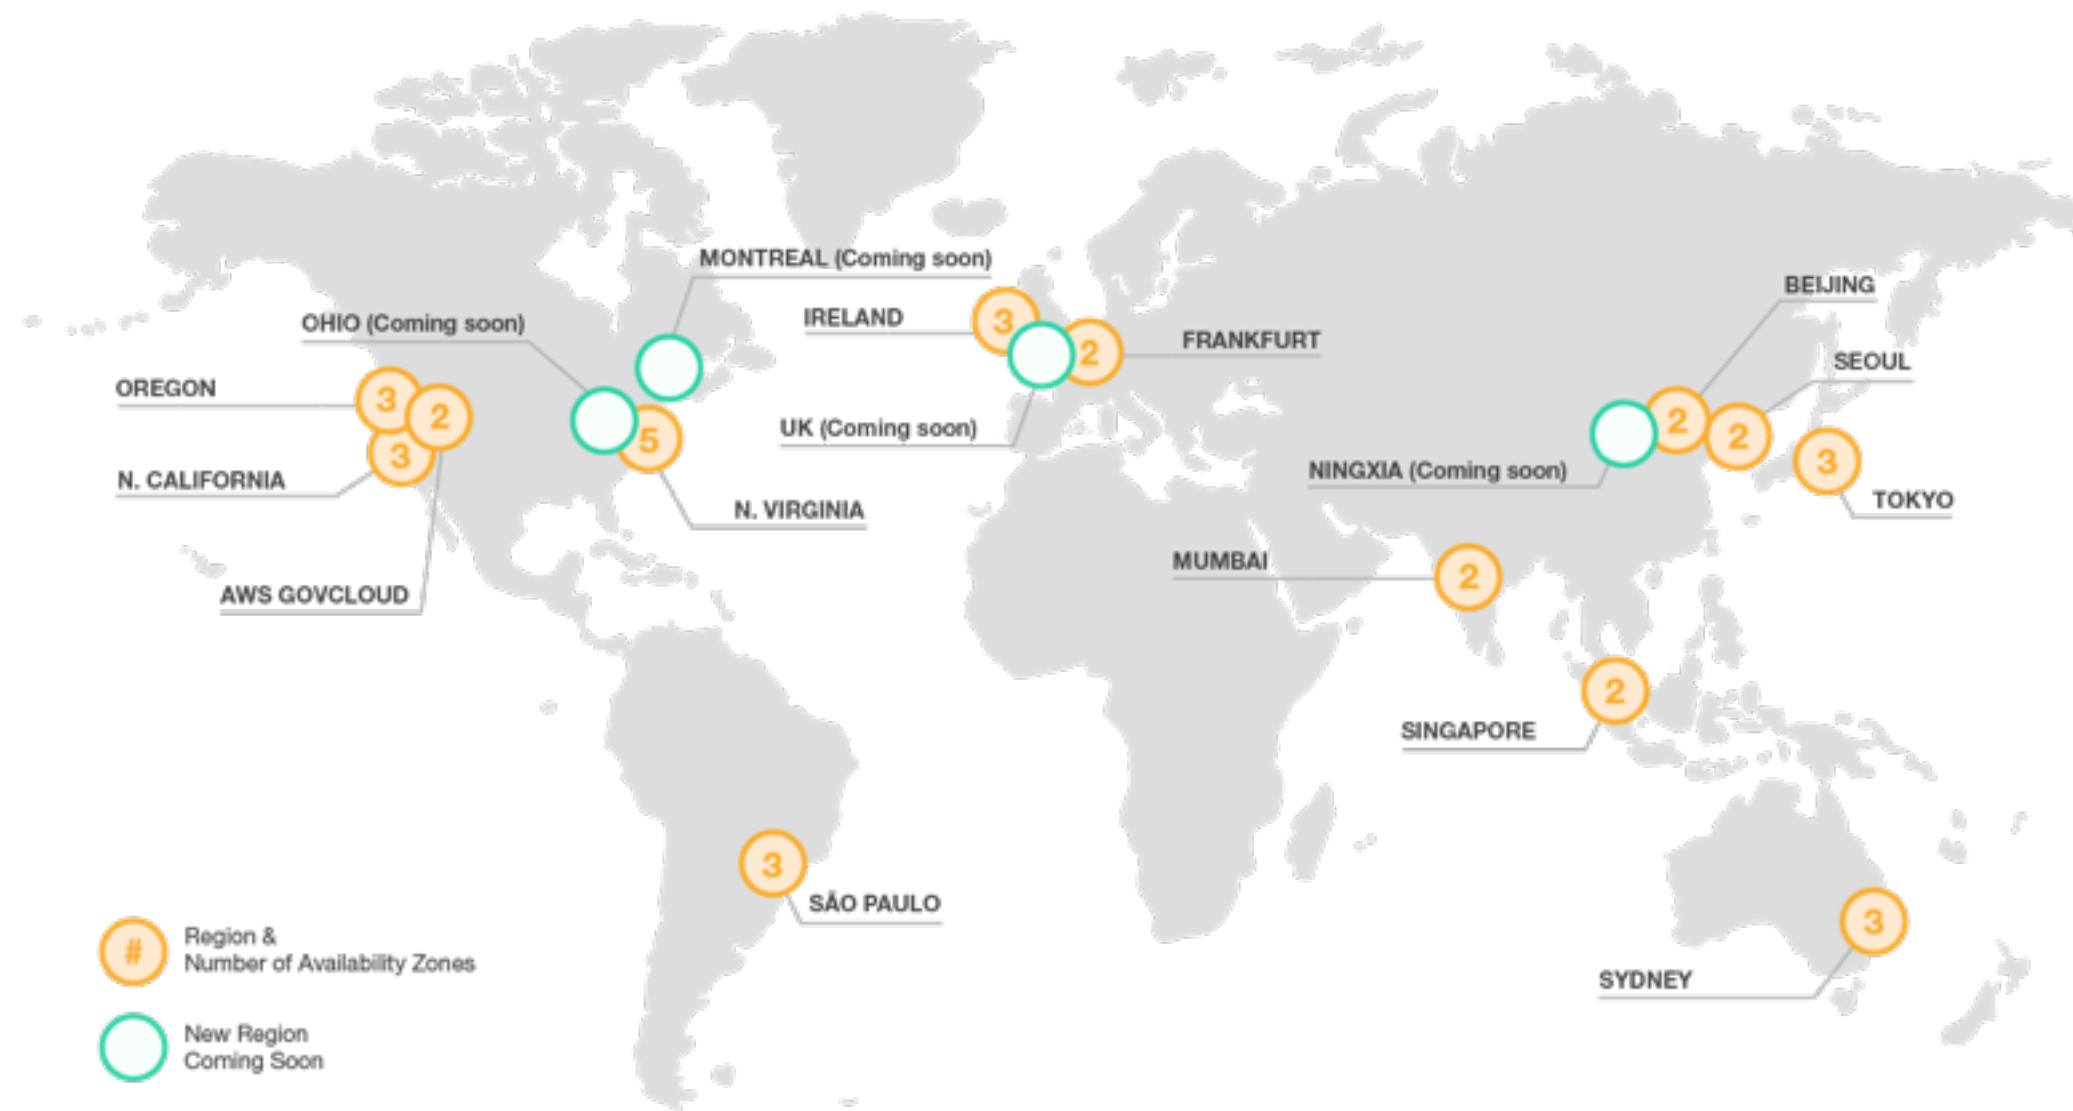 MONTREAL (Coming soon)
BEIJING
IRELAND
OHIO (Coming soon)
3
FRANKFURT
2
SEOUL
OREGON
3
2
2
2
UK (Coming soon)
5
3
3
NINGXIA (Coming soon)
N. CALIFORNIA
TOKYO
N. VIRGINIA
MUMBAI
2
AWS GOVCLOUD
2
SINGAPORE
3
SÃO PAULO
3
#
Region &
Number of Availability Zones
SYDNEY
New Region
Coming Soon